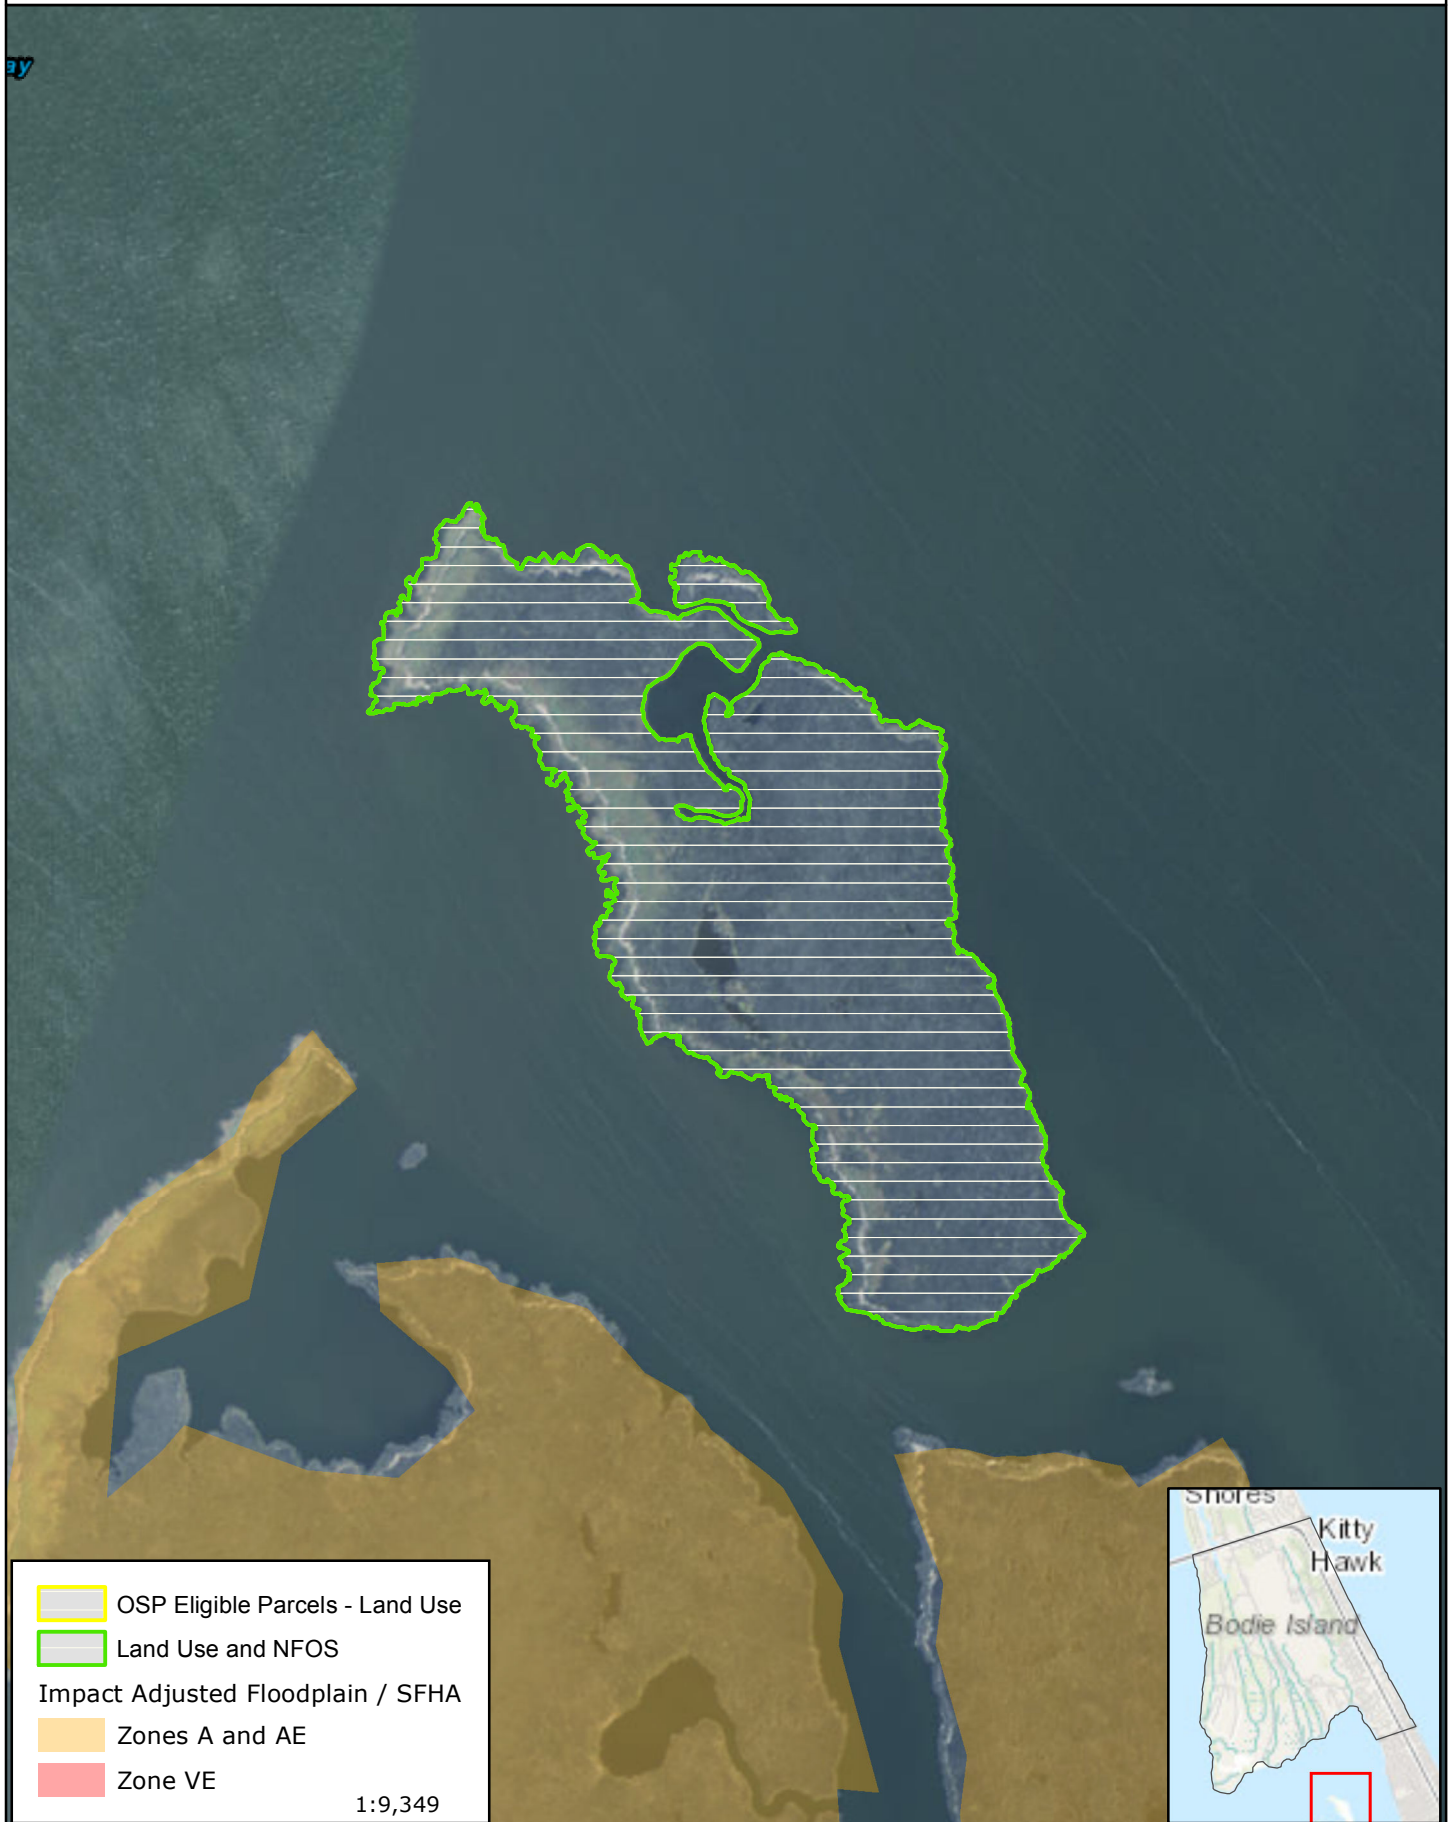 ay
OSP Eligible Parcels - Land Use
Land Use and NFOS
Impact Adjusted Floodplain / SFHA
Zones A and AE
Zone VE
1:9,349
Shores
Kitty
Hawk
Bodie Island